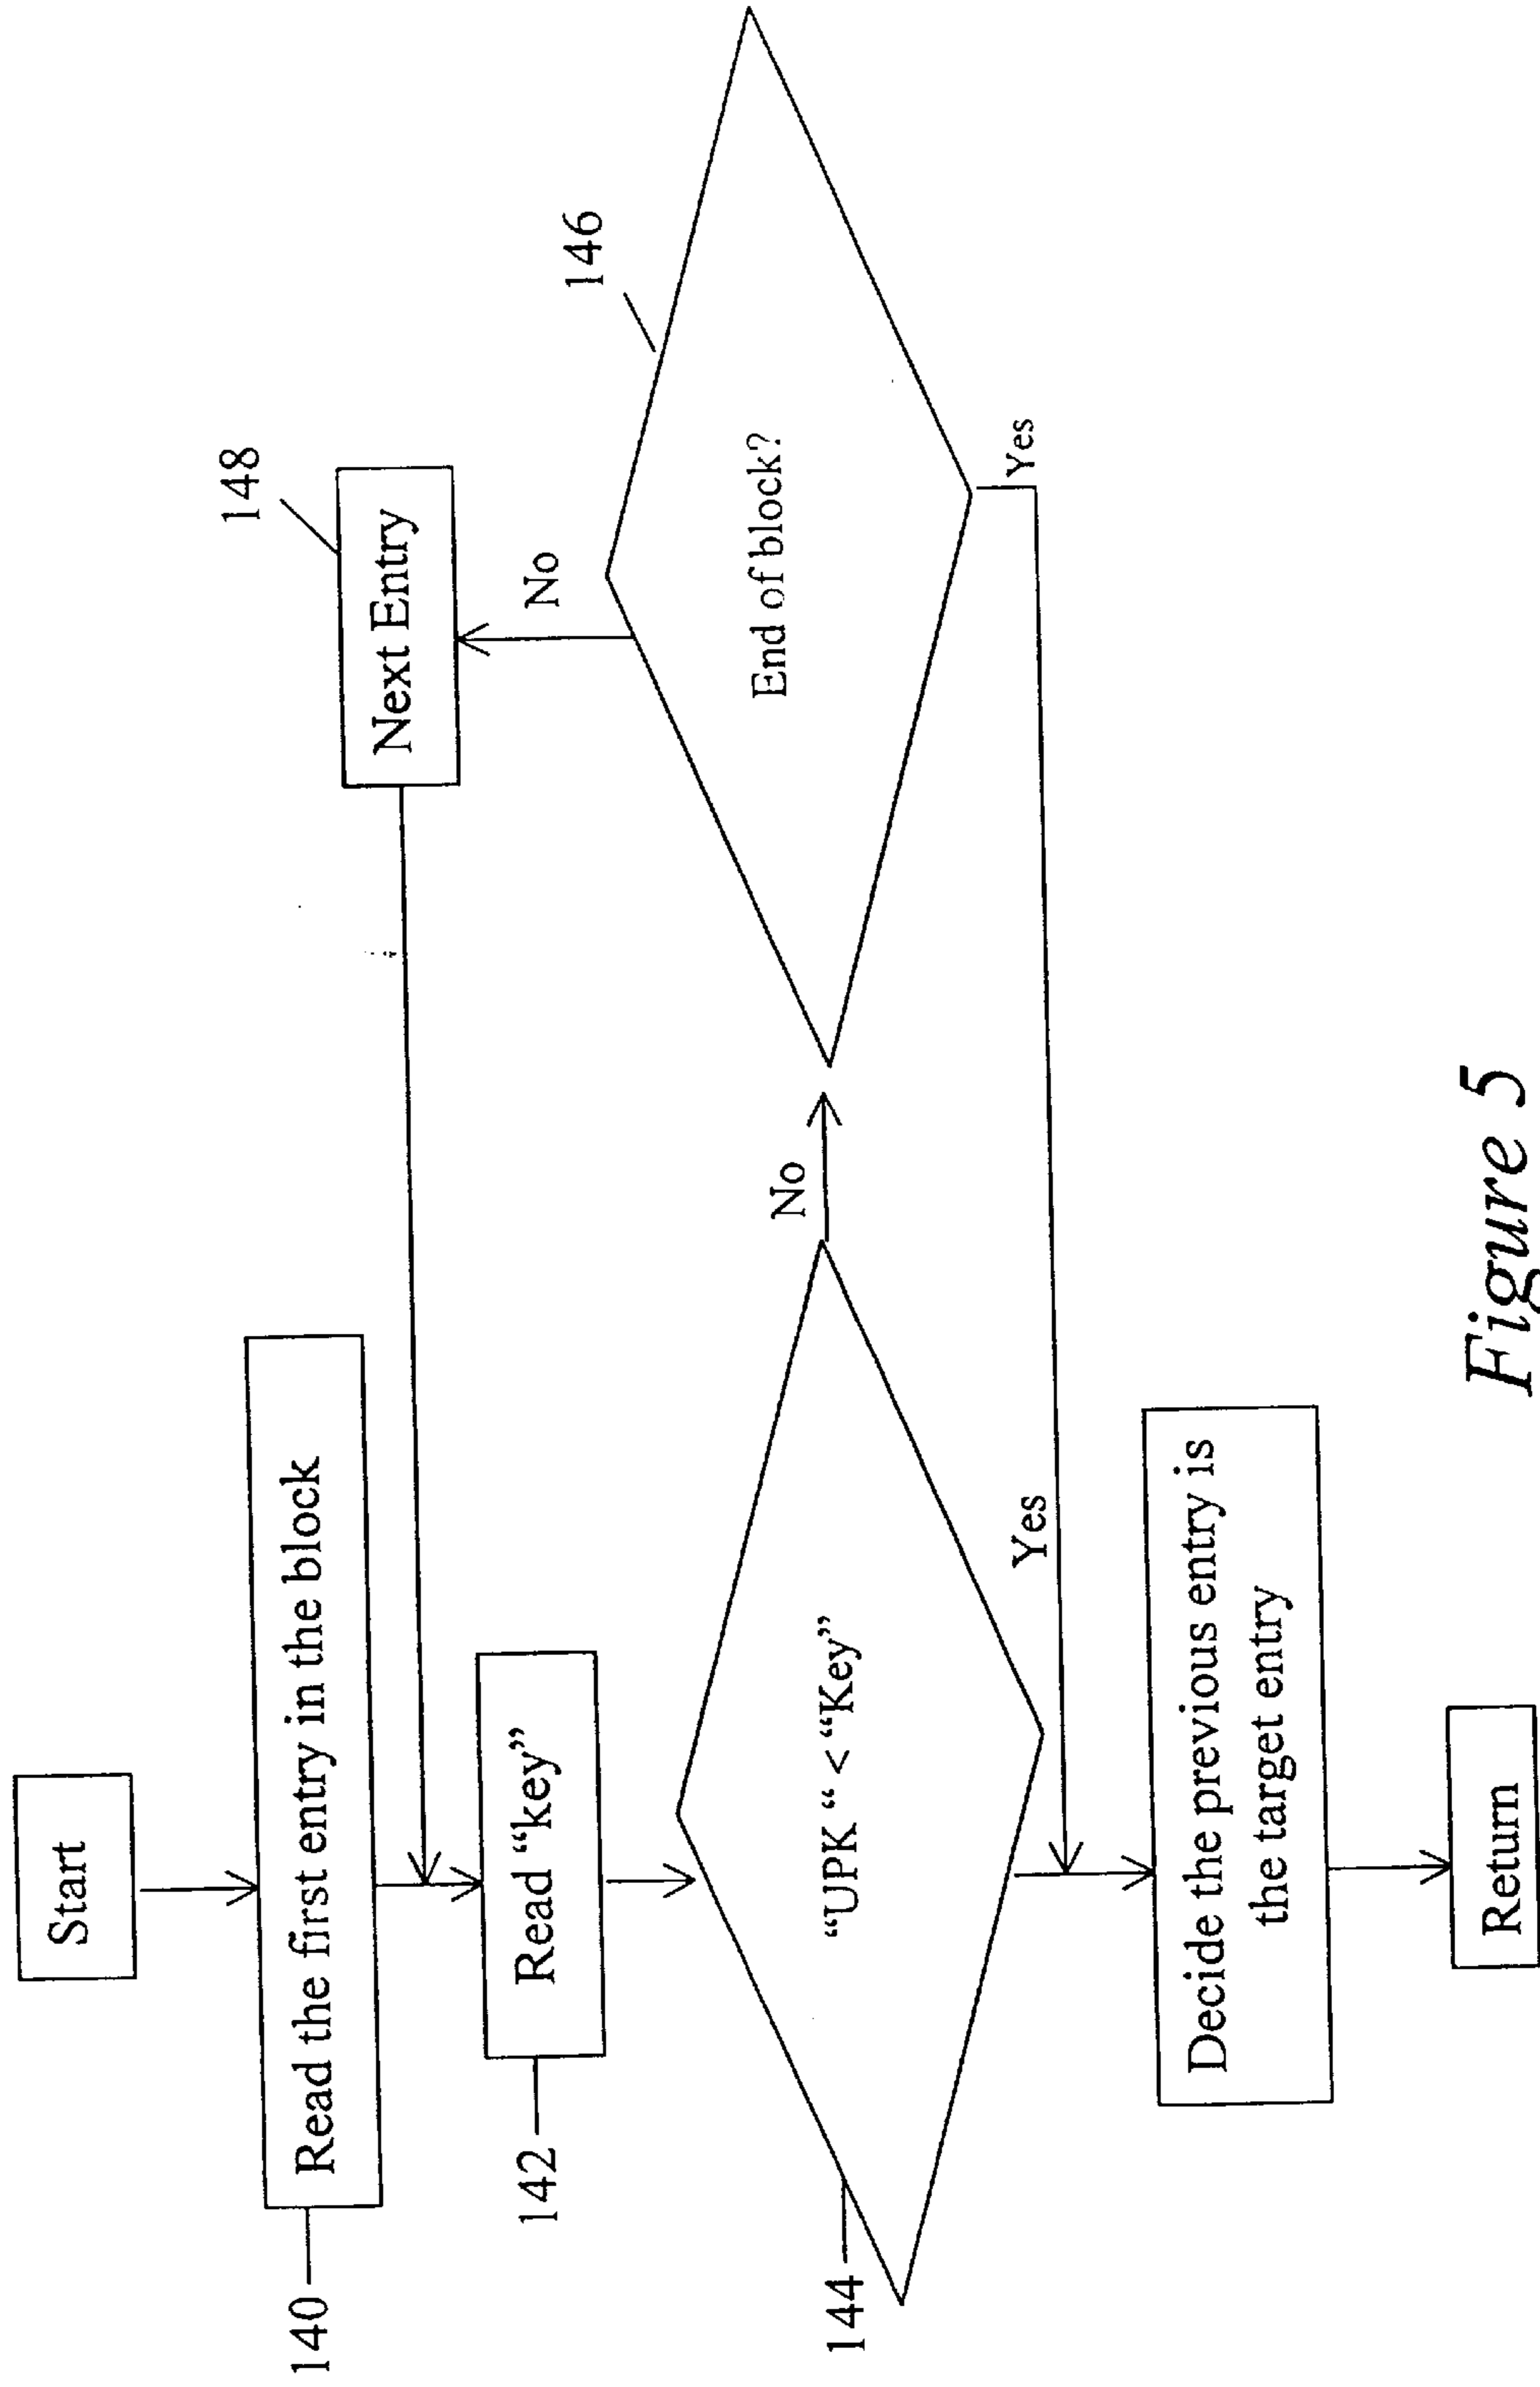 Start
140
Read the first entry in the block
148
Next Entry
142
Read “key”
No
146
144
“UPK “ < “Key”
No
End of block?
Yes
Yes
Decide the previous entry is
the target entry
Return
Figure 5